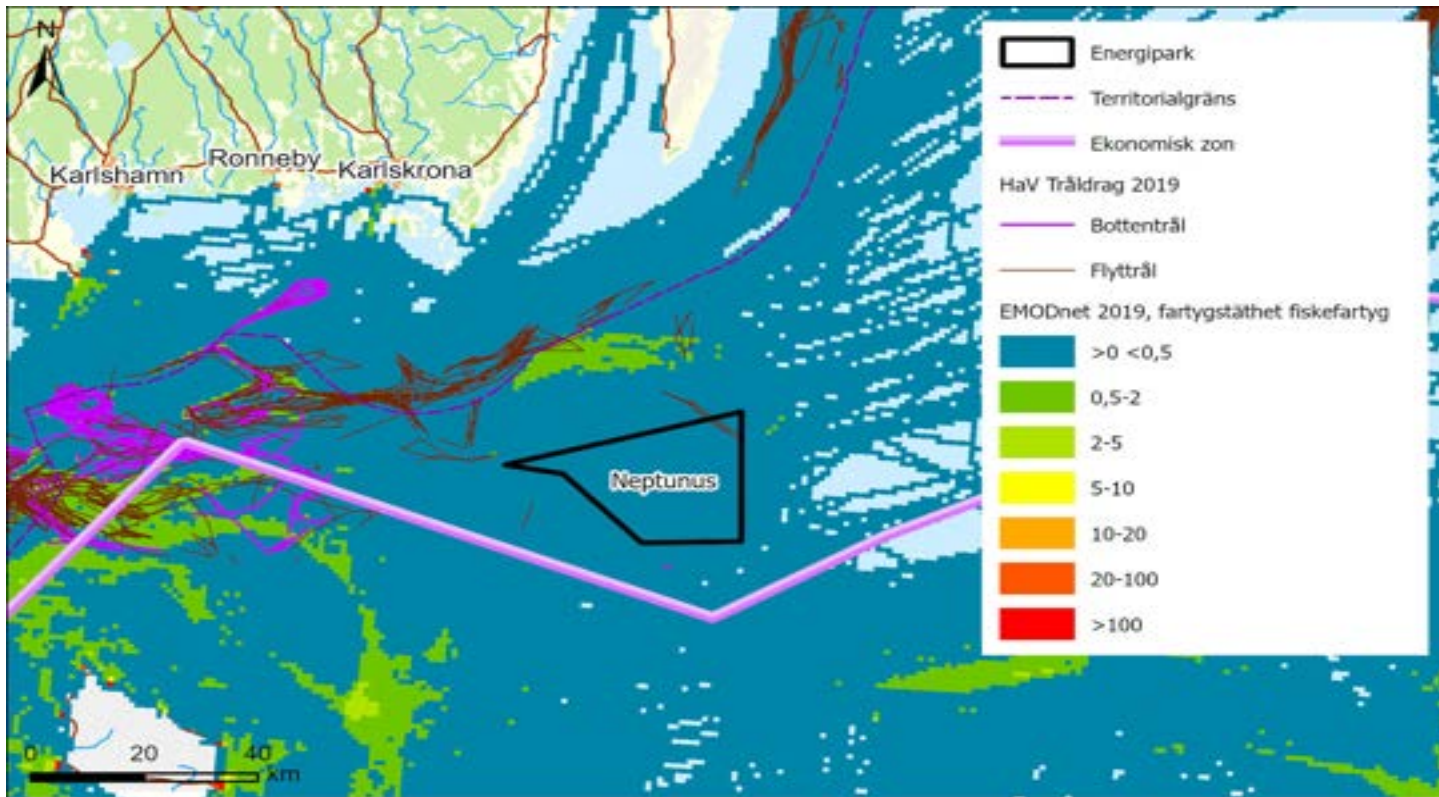 N
Karlshamn
Ronneby
Karlskrona
Neptunus
0 20 40
km
Energipark
Territorialgräns
Ekonomisk zon
HaV Tråldrag 2019
Bottentrål
Flyttrål
EMODnet 2019, fartygstäthet fiskefartyg
>0 <0,5
0,5-2
2-5
5-10
10-20
20-100
>100